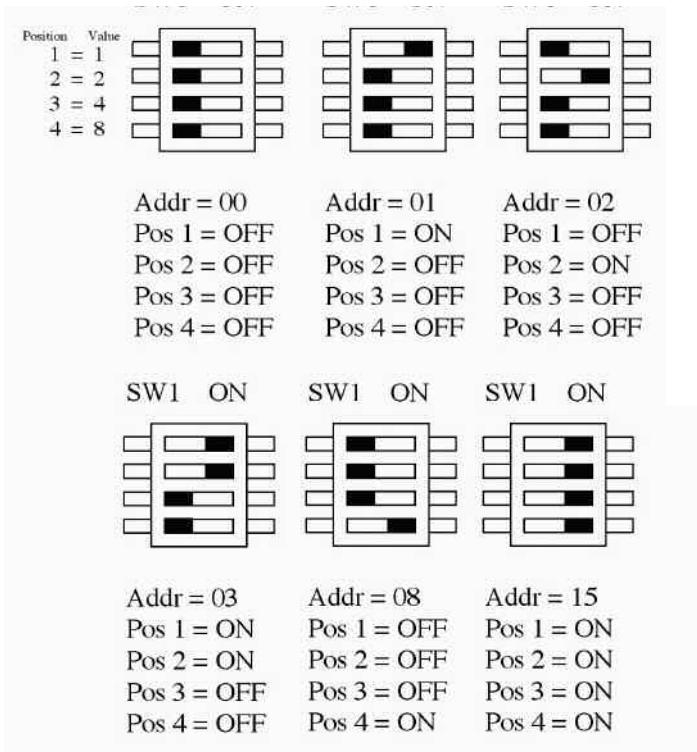 Position Value
1 = 1
2 = 2
3 = 4
4 = 8
Addr = 00
Pos 1 = OFF
Pos 2 = OFF
Pos 3 = OFF
Pos 4 = OFF
Addr = 01
Pos 1 = ON
Pos 2 = OFF
Pos 3 = OFF
Pos 4 = OFF
Addr = 02
Pos 1 = OFF
Pos 2 = ON
Pos 3 = OFF
Pos 4 = OFF
SW1 ON
Addr = 03
Pos 1 = ON
Pos 2 = ON
Pos 3 = OFF
Pos 4 = OFF
SW1 ON
Addr = 08
Pos 1 = OFF
Pos 2 = OFF
Pos 3 = OFF
Pos 4 = ON
SW1 ON
Addr = 15
Pos 1 = ON
Pos 2 = ON
Pos 3 = ON
Pos 4 = ON